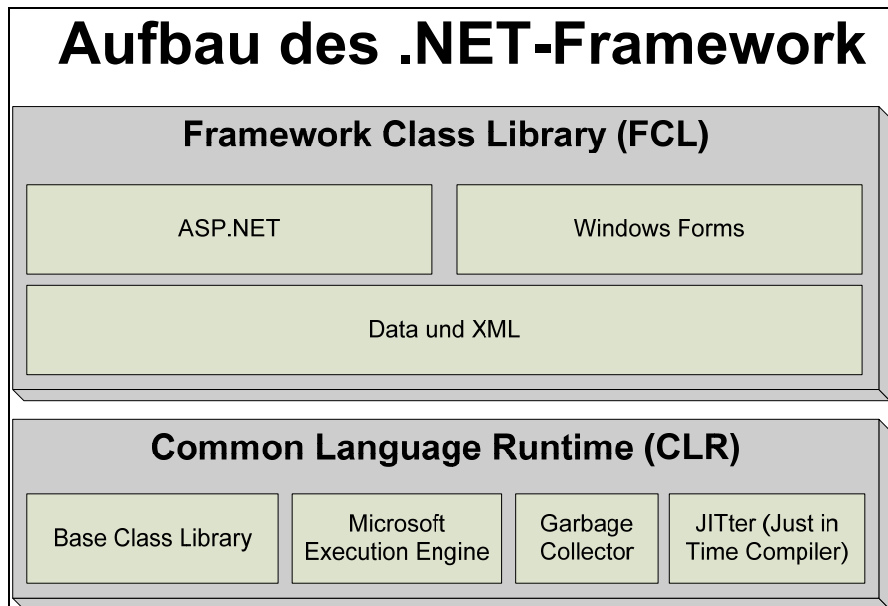 Aufbau des .NET-Framework
Framework Class Library (FCL)
ASP.NET
Windows Forms
Data und XML
Common Language Runtime (CLR)
Base Class Library
Microsoft
Execution Engine
Garbage
Collector
JITter (Just in
Time Compiler)